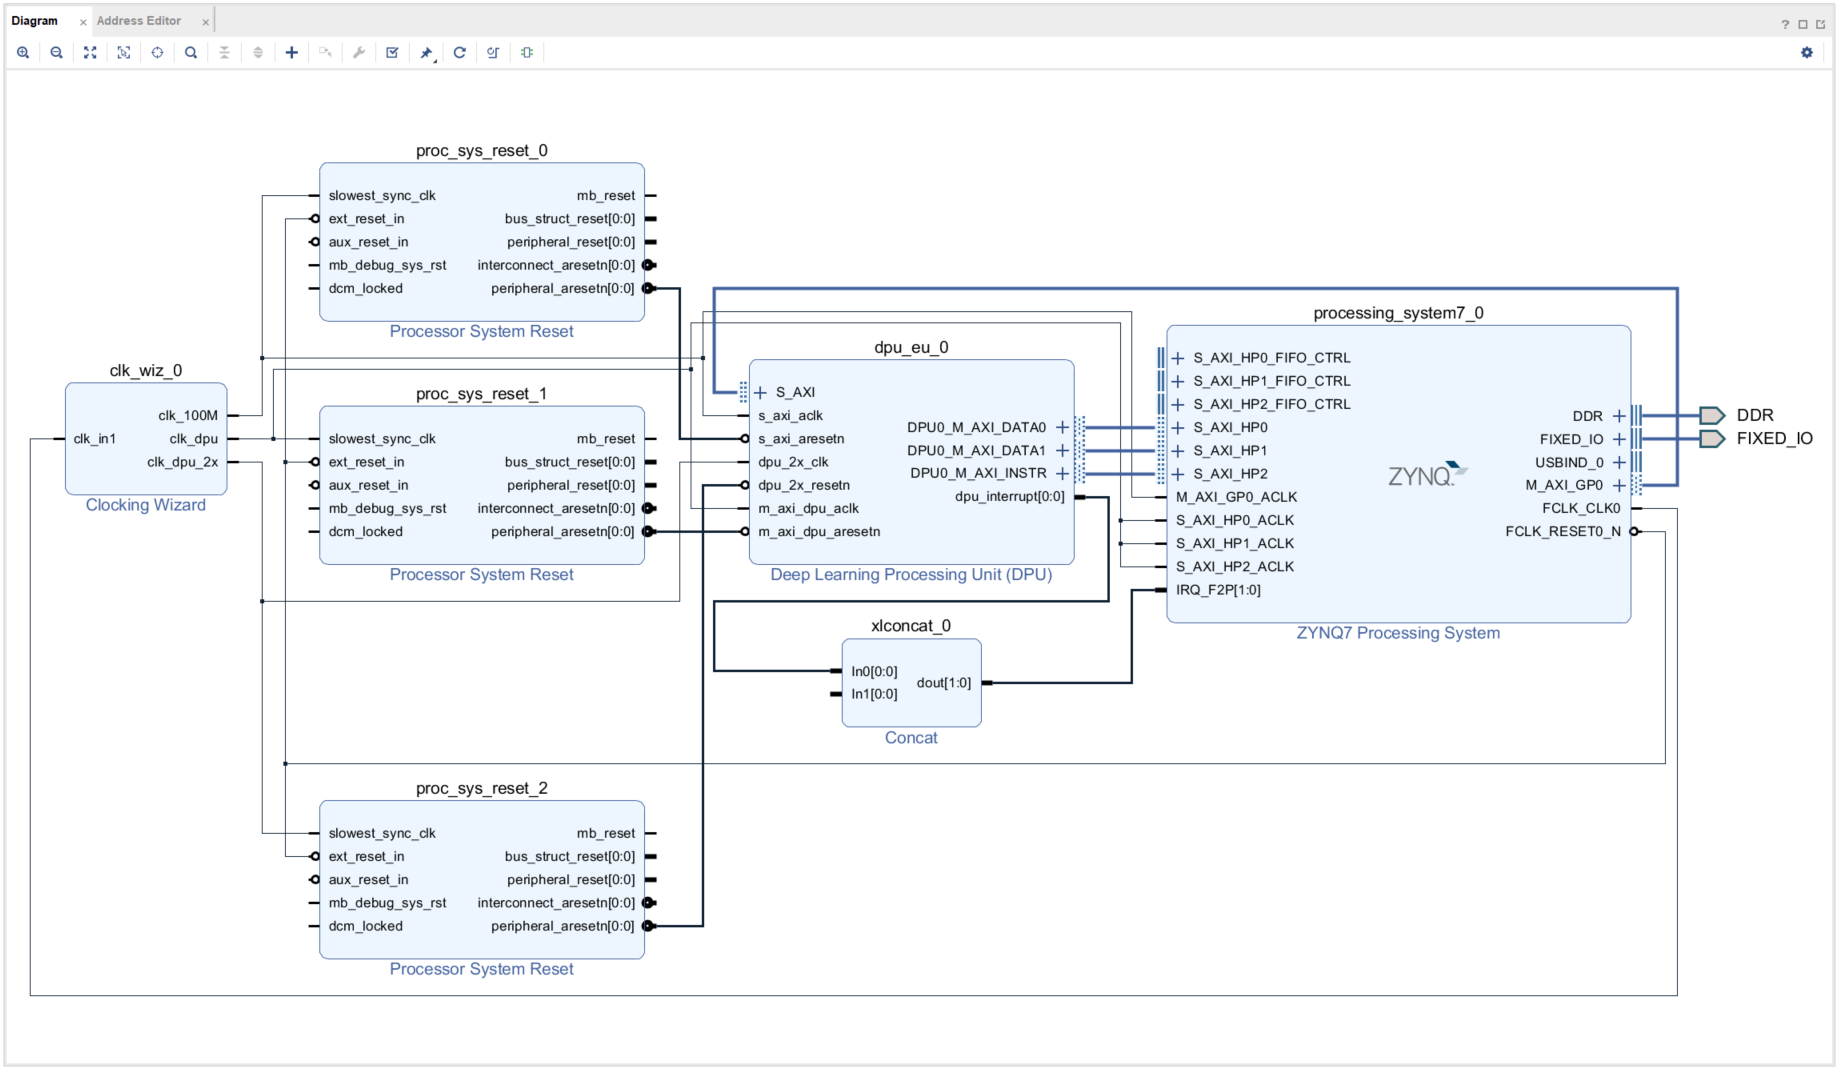 Diagram × Address Editor ×
? 
proc_sys_reset_0
slowest_sync_clk mb_reset
ext_reset_in bus_struct_reset[0:0]
aux_reset_in peripheral_reset[0:0]
mb_debug_sys_rst interconnect_aresetn[0:0]
dcm_locked peripheral_aresetn[0:0]
Processor System Reset
clk_wiz_0
clk_in1
clk_100M
clk_dpu
clk_dpu_2x
Clocking Wizard
proc_sys_reset_1
slowest_sync_clk mb_reset
ext_reset_in bus_struct_reset[0:0]
aux_reset_in peripheral_reset[0:0]
mb_debug_sys_rst interconnect_aresetn[0:0]
dcm_locked peripheral_aresetn[0:0]
Processor System Reset
dpu_eu_0
S_AXI
s_axi_aclk
s_axi_aresetn
dpu_2x_clk
dpu_2x_resetn
m_axi_dpu_aclk
m_axi_dpu_aresetn
DPU0_M_AXI_DATA0
DPU0_M_AXI_DATA1
DPU0_M_AXI_INSTR
dpu_interrupt[0:0]
Deep Learning Processing Unit (DPU)
processing_system7_0
S_AXI_HP0_FIFO_CTRL
S_AXI_HP1_FIFO_CTRL
S_AXI_HP2_FIFO_CTRL
S_AXI_HP0
S_AXI_HP1
S_AXI_HP2
M_AXI_GP0_ACLK
S_AXI_HP0_ACLK
S_AXI_HP1_ACLK
S_AXI_HP2_ACLK
IRQ_F2P[1:0]
ZYNQ
DDR
FIXED_IO
USBIND_0
M_AXI_GP0
FCLK_CLK0
FCLK_RESET0_N
ZYNQ7 Processing System
DDR
FIXED_IO
xlconcat_0
In0[0:0]
In1[0:0]
dout[1:0]
Concat
proc_sys_reset_2
slowest_sync_clk mb_reset
ext_reset_in bus_struct_reset[0:0]
aux_reset_in peripheral_reset[0:0]
mb_debug_sys_rst interconnect_aresetn[0:0]
dcm_locked peripheral_aresetn[0:0]
Processor System Reset